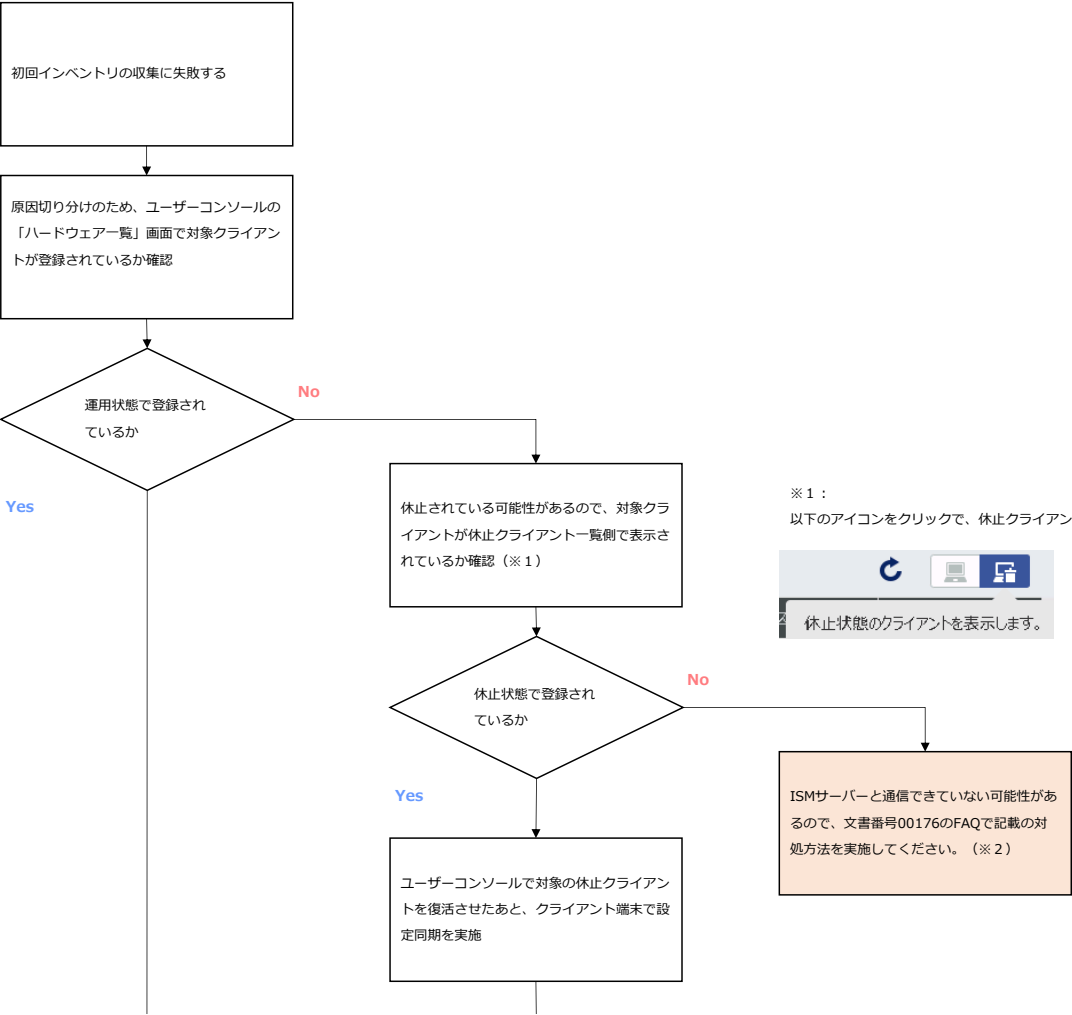 初回インベントリの収集に失敗する
原因切り分けのため、ユーザーコンソールの
「ハードウェア一覧」画面で対象クライアン
トが登録されているか確認
運用状態で登録され
ているか
No
Yes
休止されている可能性があるので、対象クラ
イアントが休止クライアント一覧側で表示さ
れているか確認（※１）
※１：
以下のアイコンをクリックで、休止クライアン
休止状態のクライアントを表示します。
休止状態で登録され
ているか
No
Yes
ISMサーバーと通信できていない可能性があ
るので、文書番号00176のFAQで記載の対
処方法を実施してください。（※２）
ユーザーコンソールで対象の休止クライアン
トを復活させたあと、クライアント端末で設
定同期を実施